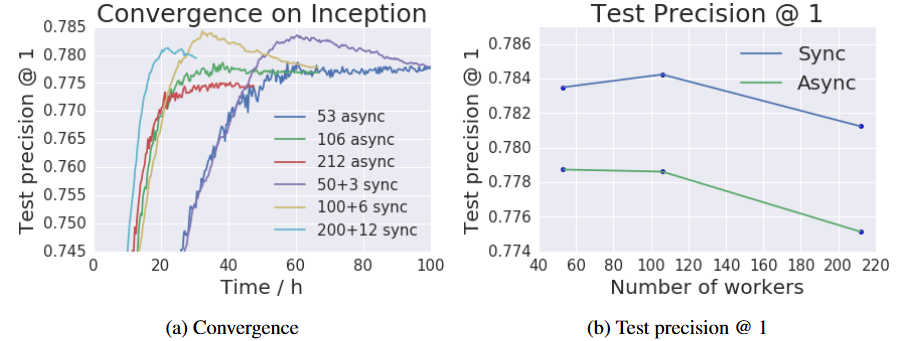 Convergence on Inception
Test precision @ 1
0.785
0.780
0.775
0.770
0.765
0.760
0.755
0.750
0.745
53 async
106 async
212 async
50+3 sync
100+6 sync
200+12 sync
0 20 40 60 80 100
Time / h
(a) Convergence
Test Precision @ 1
Test precision @ 1
0.786
0.784
0.782
0.780
0.778
0.776
0.774
Sync
Async
40 60 80 100 120 140 160 180 200 220
Number of workers
(b) Test precision @ 1